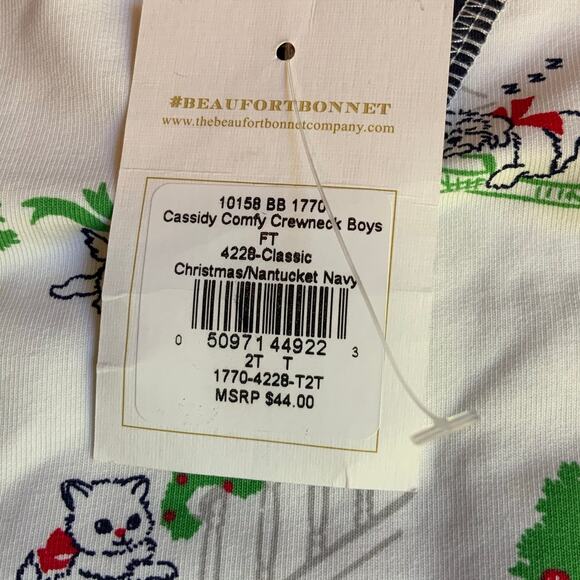 z z z
#BEAUFORTBONNET
www.thebeaufortbonnetcompany.com
10158 BB 1770
Cassidy Comfy Crewneck Boys
FT
4228-Classic
Christmas/Nantucket Navy
0 50971 44922 3
2T T
1770-4228-T2T
MSRP $44.00